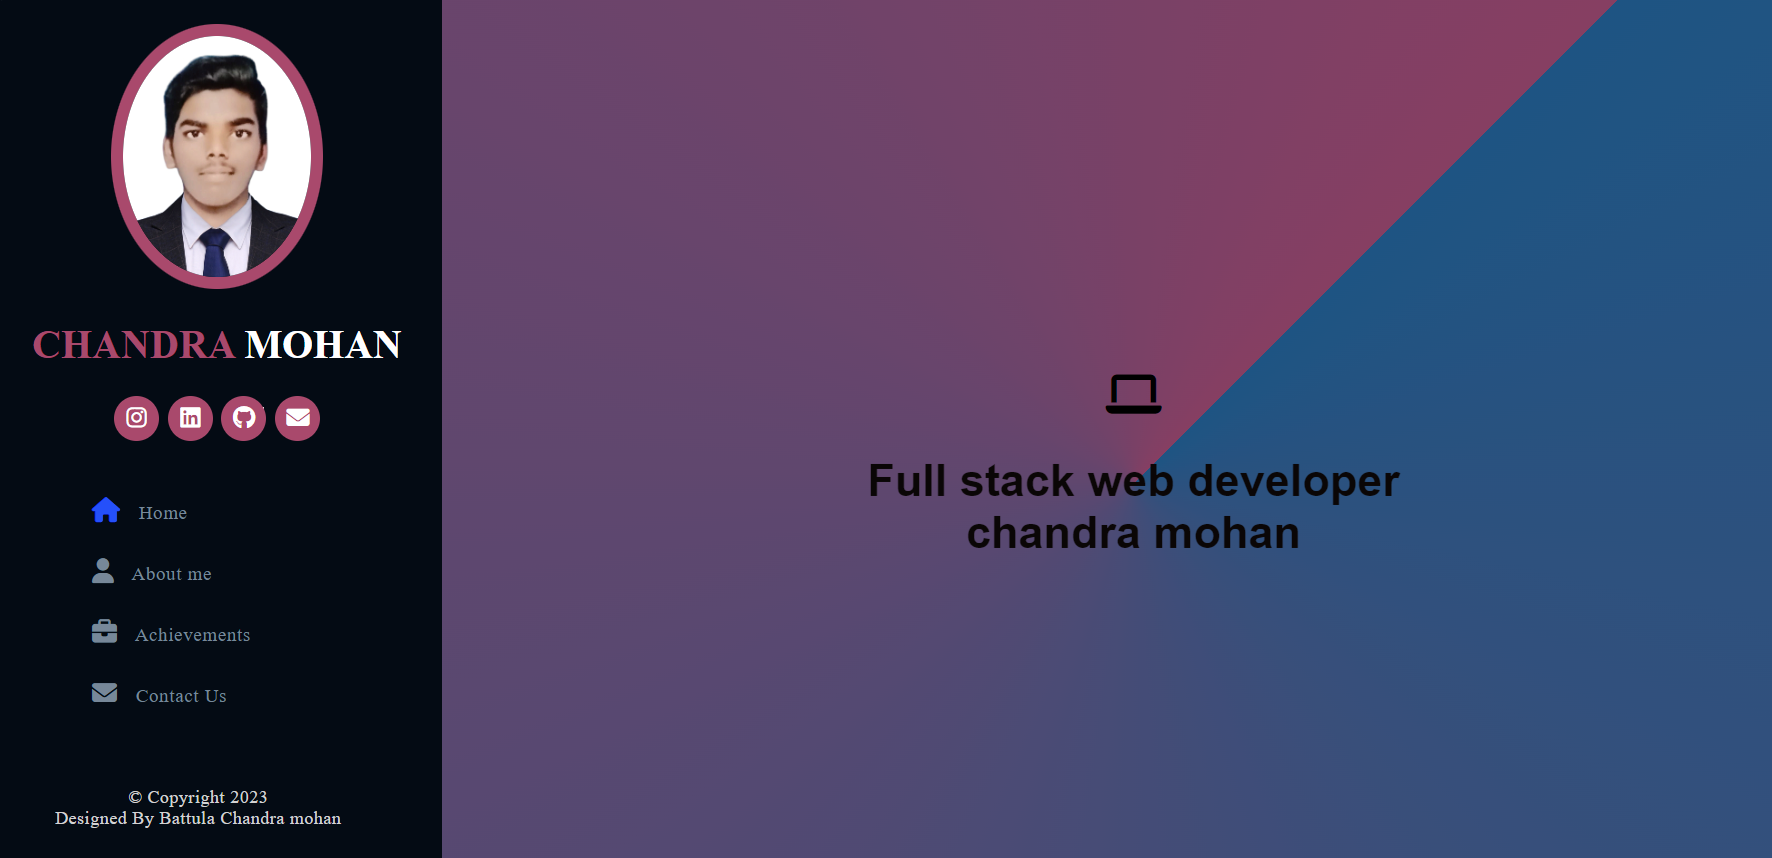 CHANDRA MOHAN
Home
About me
Achievements
Contact Us
© Copyright 2023
Designed By Battula Chandra mohan
Full stack web developer
chandra mohan